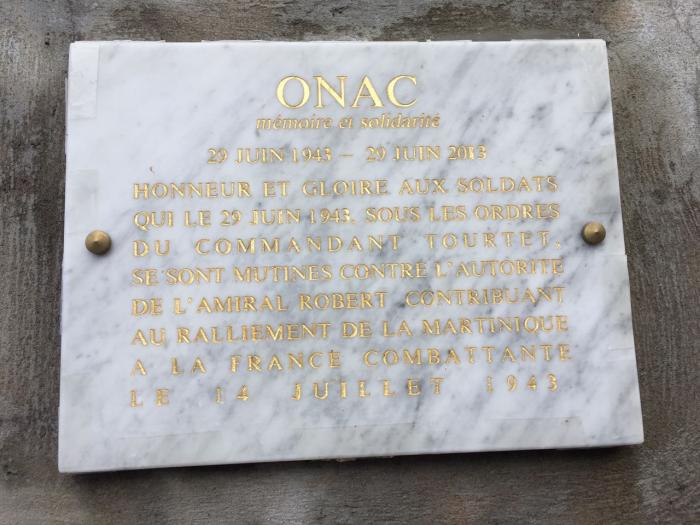 ONAC
mémoire et solidarité
29 JUIN 1943 – 29 JUIN 2013
HONNEUR ET GLOIRE AUX SOLDATS
QUI LE 29 JUIN 1943, SOUS LES ORDRES
DU COMMANDANT TOURTET,
SE SONT MUTINES CONTRE L'AUTORITE
DE L'AMIRAL ROBERT CONTRIBUANT
AU RALLIEMENT DE LA MARTINIQUE
A LA FRANCE COMBATTANTE
LE 14 JUILLET 1943